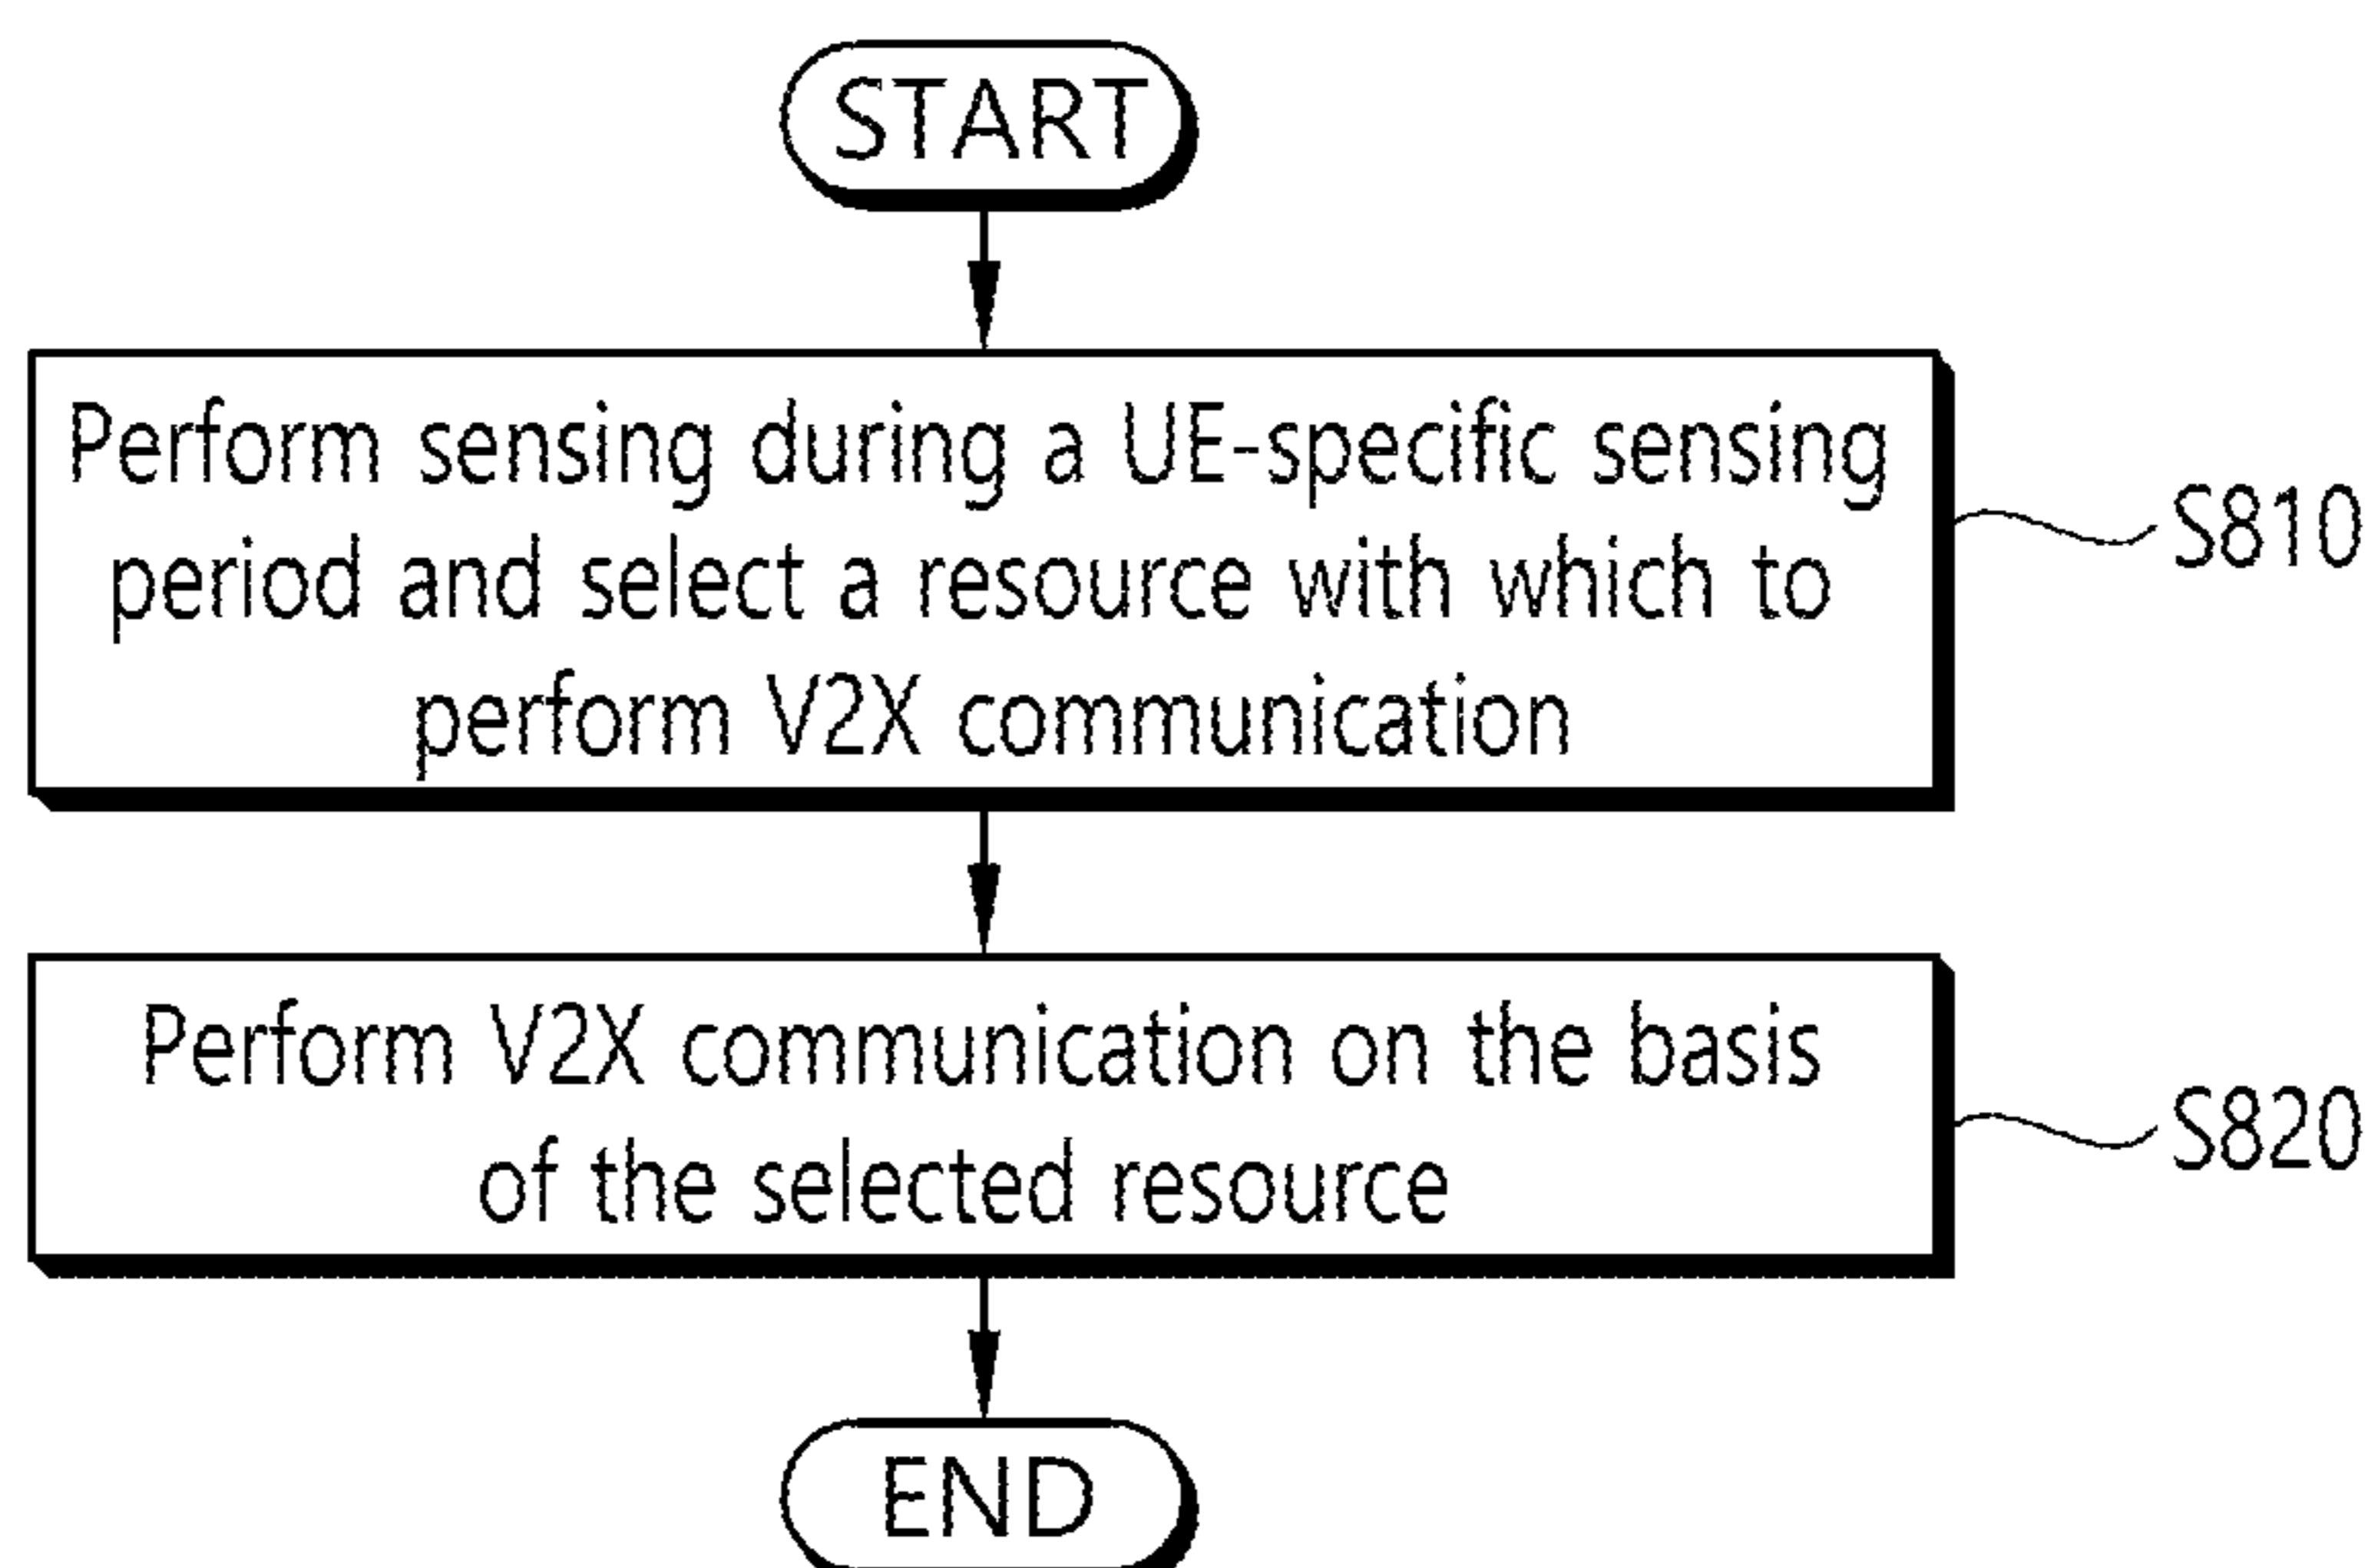 START
Perform sensing during a UE-specific sensing
period and select a resource with which to
perform V2X communication
S810
Perform V2X communication on the basis
of the selected resource
S820
END